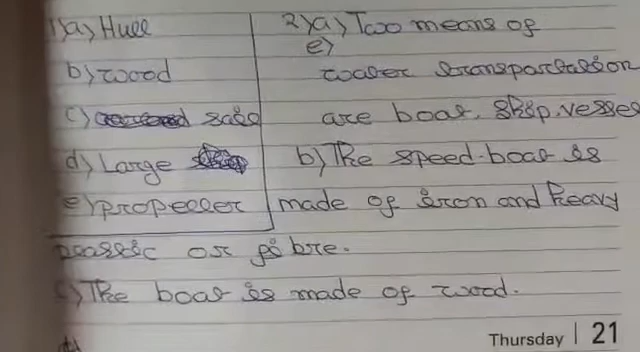 1)a) Hull
b) wood
c) sail
d) Large
e) propeller
2)a) Two means of
e)
water transportation
are boat, ship, vesses
b) The speed-boat is
made of iron and heavy
plastic or fibre.
c) The boat is made of wood.
d)
Thursday | 21